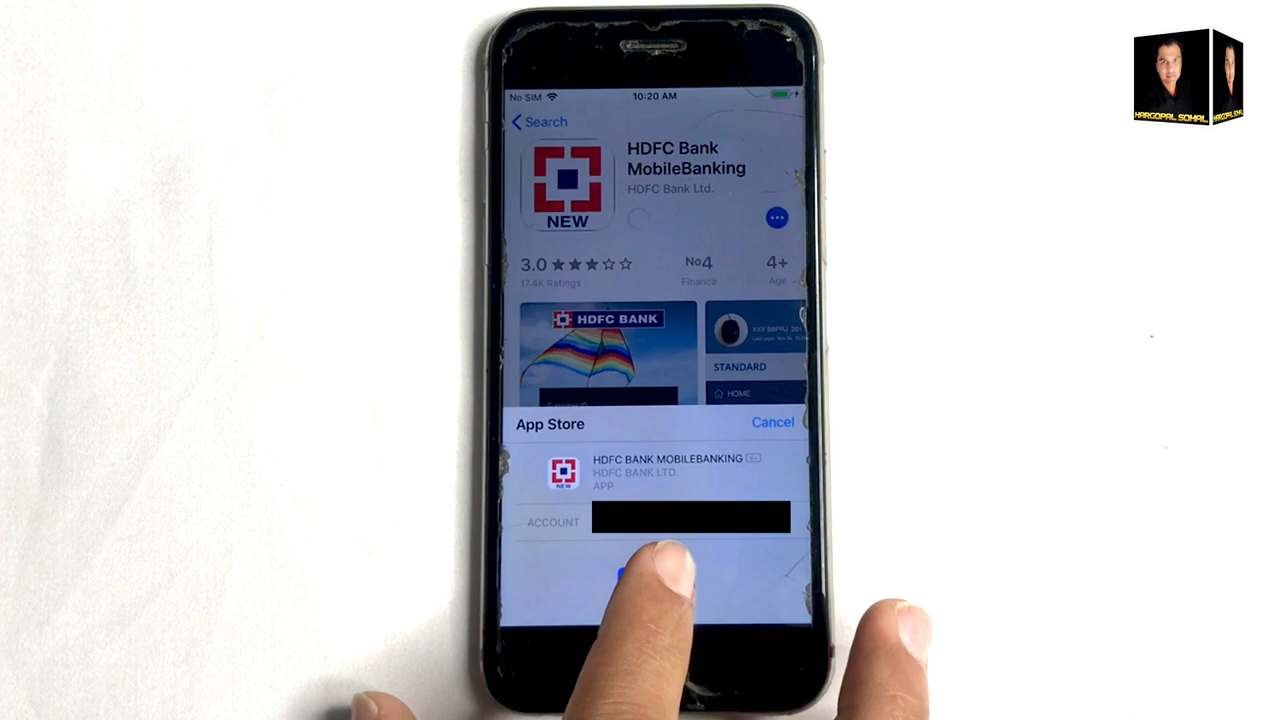 HARGOPAL SOHAL
No SIM
10:20 AM
Search
HDFC Bank
MobileBanking
HDFC Bank Ltd.
NEW
3.0
No4
4+
17.4K Ratings
Finance
Age
HDFC BANK
STANDARD
HOME
App Store
Cancel
HDFC BANK MOBILEBANKING 4+
HDFC BANK LTD.
APP
NEW
ACCOUNT